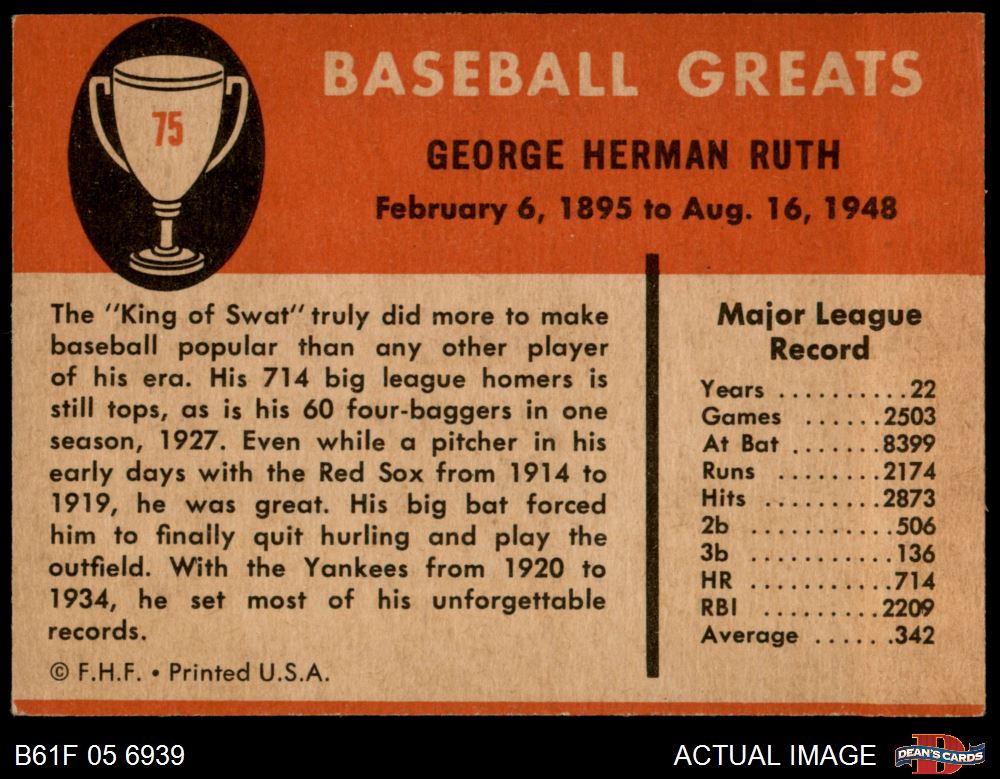 75
BASEBALL GREATS
GEORGE HERMAN RUTH
February 6, 1895 to Aug. 16, 1948
The "King of Swat" truly did more to make
baseball popular than any other player
of his era. His 714 big league homers is
still tops, as is his 60 four-baggers in one
season, 1927. Even while a pitcher in his
early days with the Red Sox from 1914 to
1919, he was great. His big bat forced
him to finally quit hurling and play the
outfield. With the Yankees from 1920 to
1934, he set most of his unforgettable
records.
© F.H.F. • Printed U.S.A.
Major League
Record
Years ..........22
Games ......2503
At Bat .......8399
Runs .........2174
Hits ..........2873
2b ............506
3b ............136
HR ...........714
RBI ..........2209
Average ......342
B61F 05 6939
ACTUAL IMAGE
DEAN'S CARDS